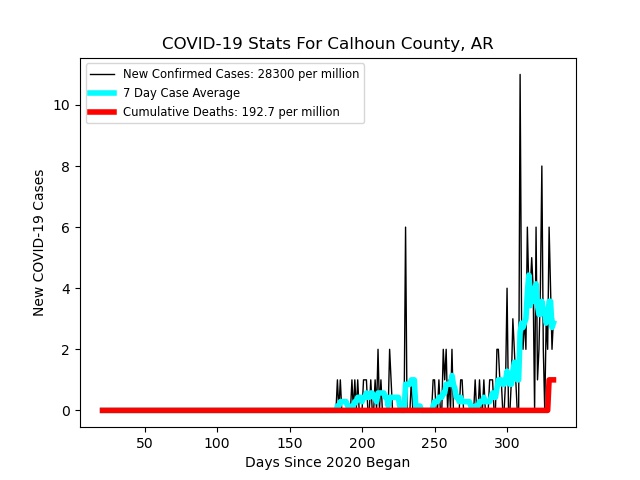 COVID-19 Stats For Calhoun County, AR
New Confirmed Cases: 28300 per million
7 Day Case Average
Cumulative Deaths: 192.7 per million
New COVID-19 Cases
10
8
6
4
2
0
50 100 150 200 250 300
Days Since 2020 Began